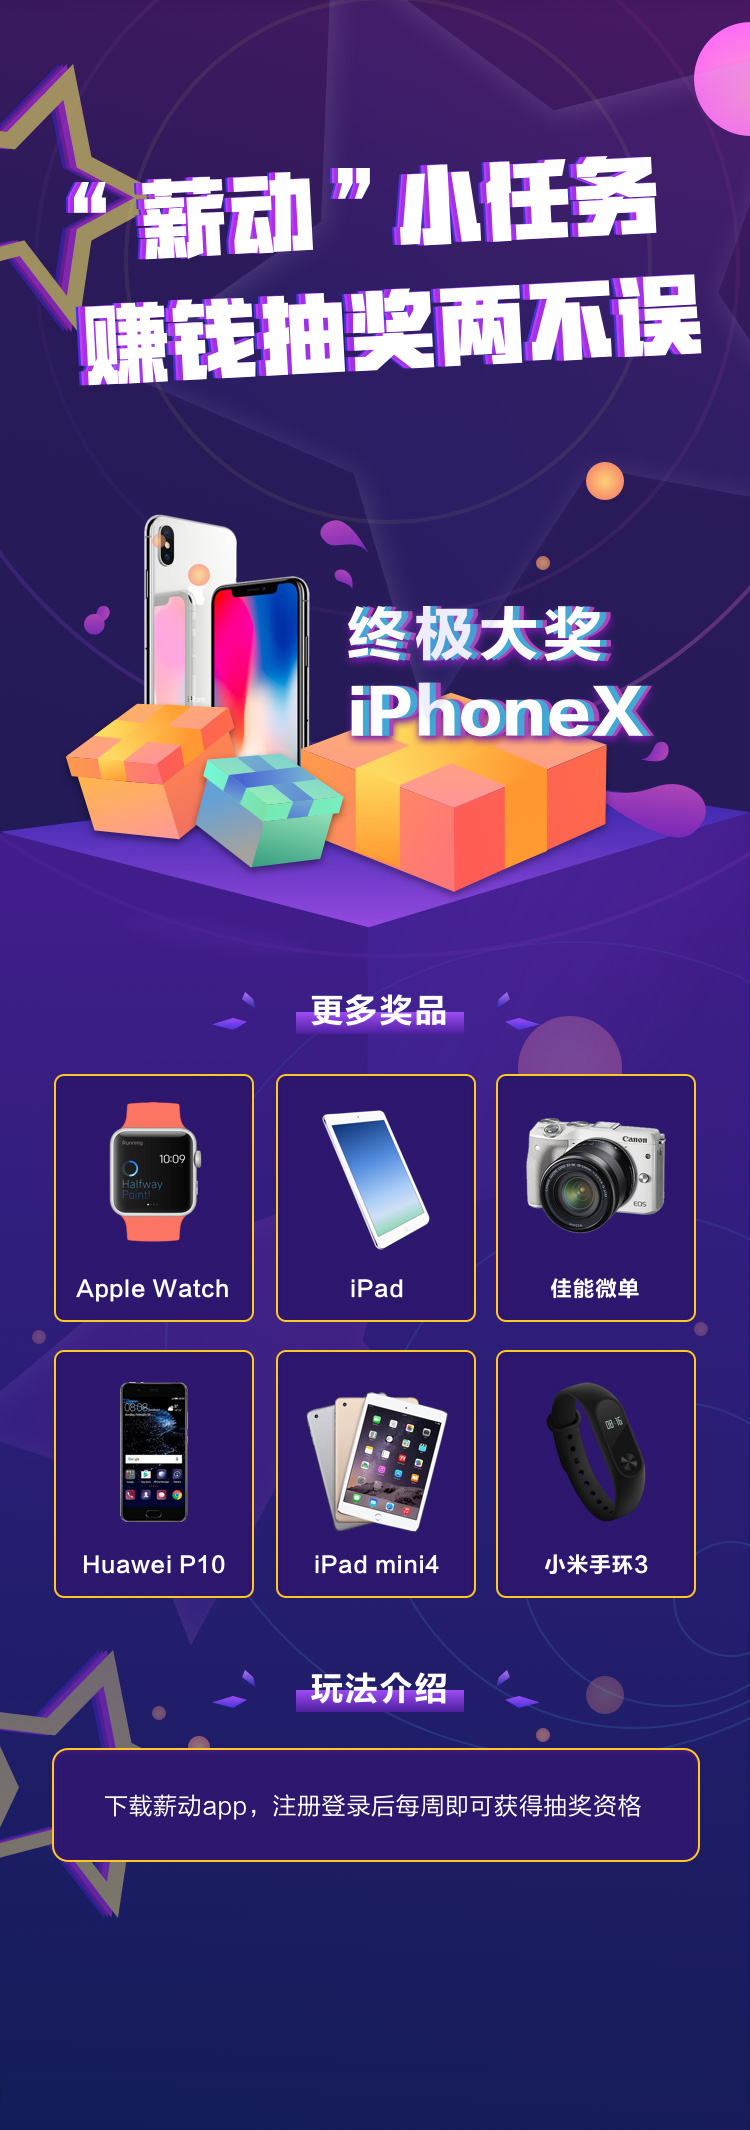 “薪动”小任务
赚钱抽奖两不误
终极大奖
iPhoneX
更多奖品
Running
10:09
Halfway
Point!
Canon
EOS
Apple Watch
iPad
佳能微单
08:08
08:16
Huawei P10
iPad mini4
小米手环3
玩法介绍
下载薪动app，注册登录后每周即可获得抽奖资格